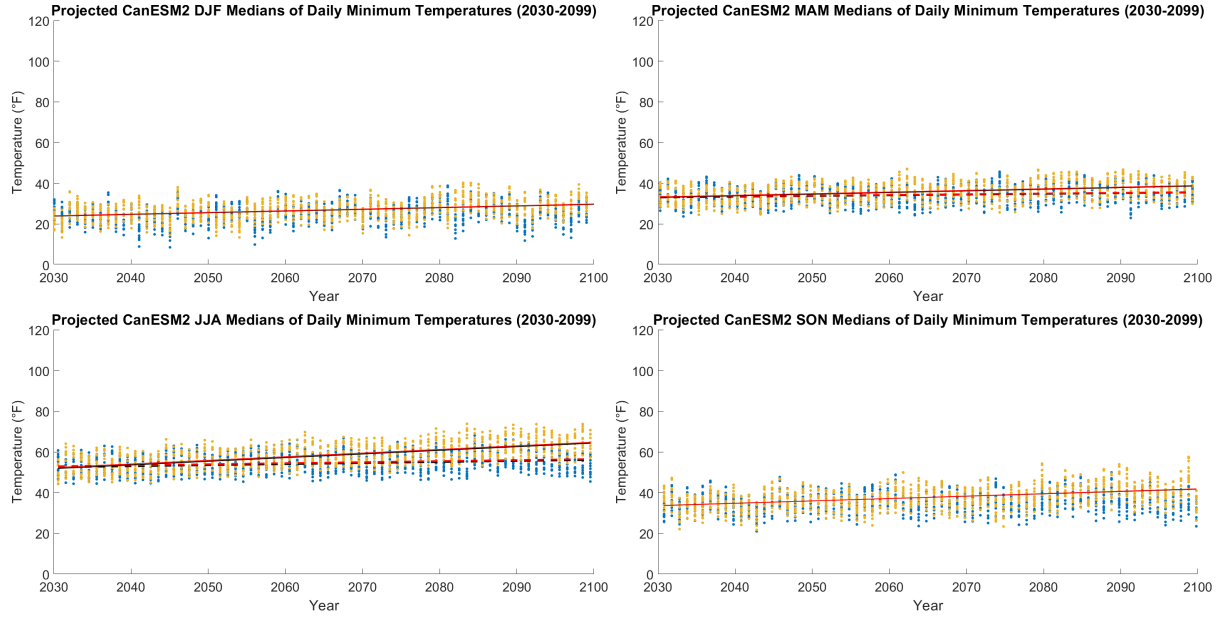 Projected CanESM2 DJF Medians of Daily Minimum Temperatures (2030-2099)
120
100
80
60
40
20
0
Temperature (°F)
2030 2040 2050 2060 2070 2080 2090 2100
Year
Projected CanESM2 MAM Medians of Daily Minimum Temperatures (2030-2099)
120
100
80
60
40
20
0
Temperature (°F)
2030 2040 2050 2060 2070 2080 2090 2100
Year
Projected CanESM2 JJA Medians of Daily Minimum Temperatures (2030-2099)
120
100
80
60
40
20
0
Temperature (°F)
2030 2040 2050 2060 2070 2080 2090 2100
Year
Projected CanESM2 SON Medians of Daily Minimum Temperatures (2030-2099)
120
100
80
60
40
20
0
Temperature (°F)
2030 2040 2050 2060 2070 2080 2090 2100
Year